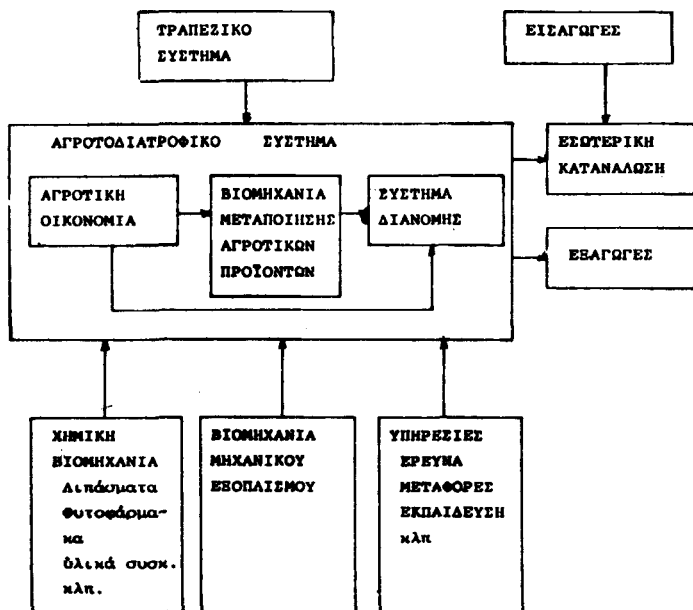 ΤΡΑΠΕΖΙΚΟ
ΣΥΣΤΗΜΑ
ΕΙΣΑΓΩΓΕΣ
ΑΓΡΟΤΟΔΙΑΤΡΟΦΙΚΟ ΣΥΣΤΗΜΑ
ΑΓΡΟΤΙΚΗ
ΟΙΚΟΝΟΜΙΑ
ΒΙΟΜΗΧΑΝΙΑ
ΜΕΤΑΠΟΙΗΣΗΣ
ΑΓΡΟΤΙΚΩΝ
ΠΡΟΪΟΝΤΩΝ
ΣΥΣΤΗΜΑ
ΔΙΑΝΟΜΗΣ
ΕΣΩΤΕΡΙΚΗ
ΚΑΤΑΝΑΛΩΣΗ
ΕΞΑΓΩΓΕΣ
ΧΗΜΙΚΗ
ΒΙΟΜΗΧΑΝΙΑ
Λιπάσματα
Φυτοφάρμα-
κα
ὑλικά συσκ.
κλπ.
ΒΙΟΜΗΧΑΝΙΑ
ΜΗΧΑΝΙΚΟΥ
ΕΞΟΠΛΙΣΜΟΥ
ΥΠΗΡΕΣΙΕΣ
ΕΡΕΥΝΑ
ΜΕΤΑΦΟΡΕΣ
ΕΚΠΑΙΔΕΥΣΗ
κλπ